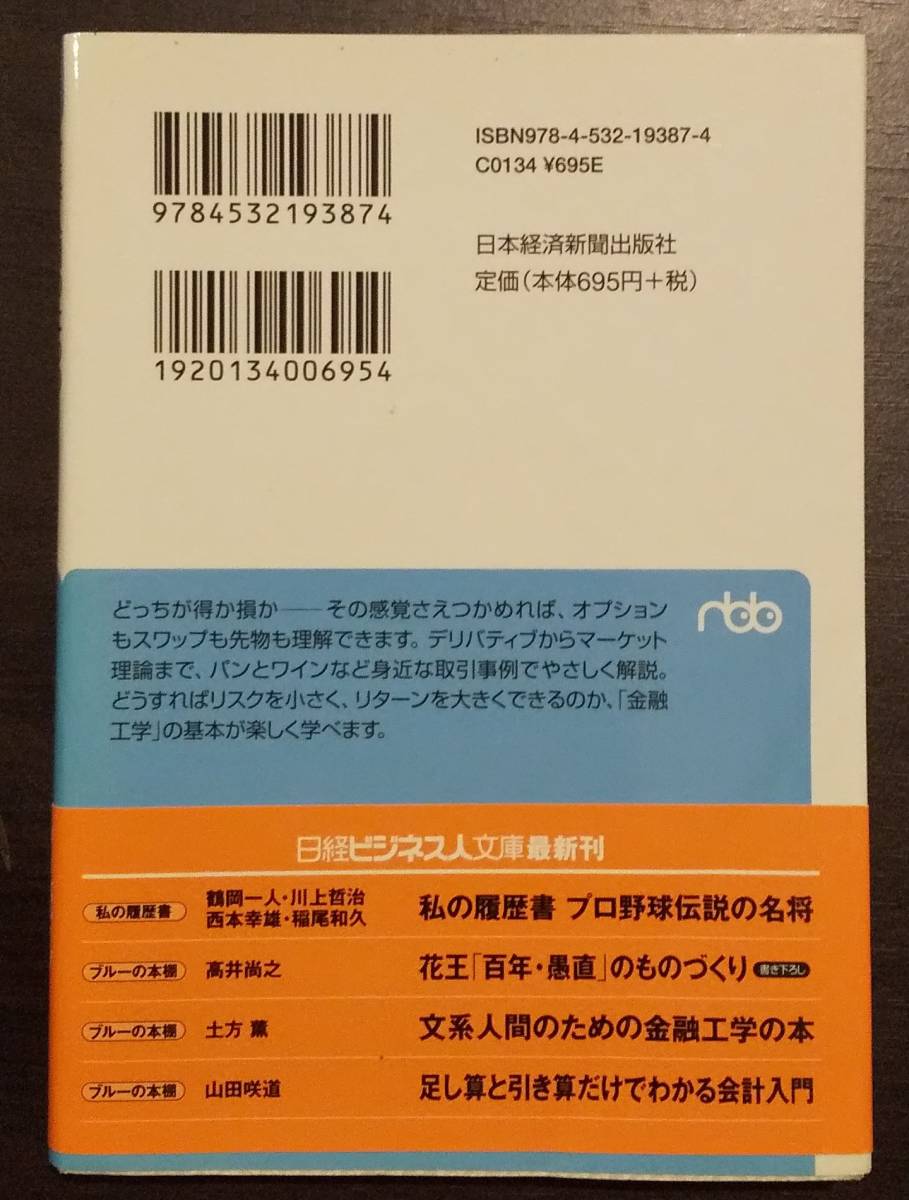 9784532193874
ISBN978-4-532-19387-4
C0134 ¥695E
日本経済新聞出版社
定価(本体695円+税)
1920134006954
どっちが得か損か――その感覚さえつかめれば、オプション
もスワップも先物も理解できます。デリバティブからマーケット
理論まで、パンとワインなど身近な取引事例でやさしく解説。
どうすればリスクを小さく、リターンを大きくできるのか、「金融
工学」の基本が楽しく学べます。
nbb
日経ビジネス人文庫最新刊
私の履歴書 鶴岡一人・川上哲治
西本幸雄・稲尾和久 私の履歴書 プロ野球伝説の名将
ブルーの本棚 高井尚之 花王「百年・愚直」のものづくり 書き下ろし
ブルーの本棚 土方 薫 文系人間のための金融工学の本
ブルーの本棚 山田咲道 足し算と引き算だけでわかる会計入門